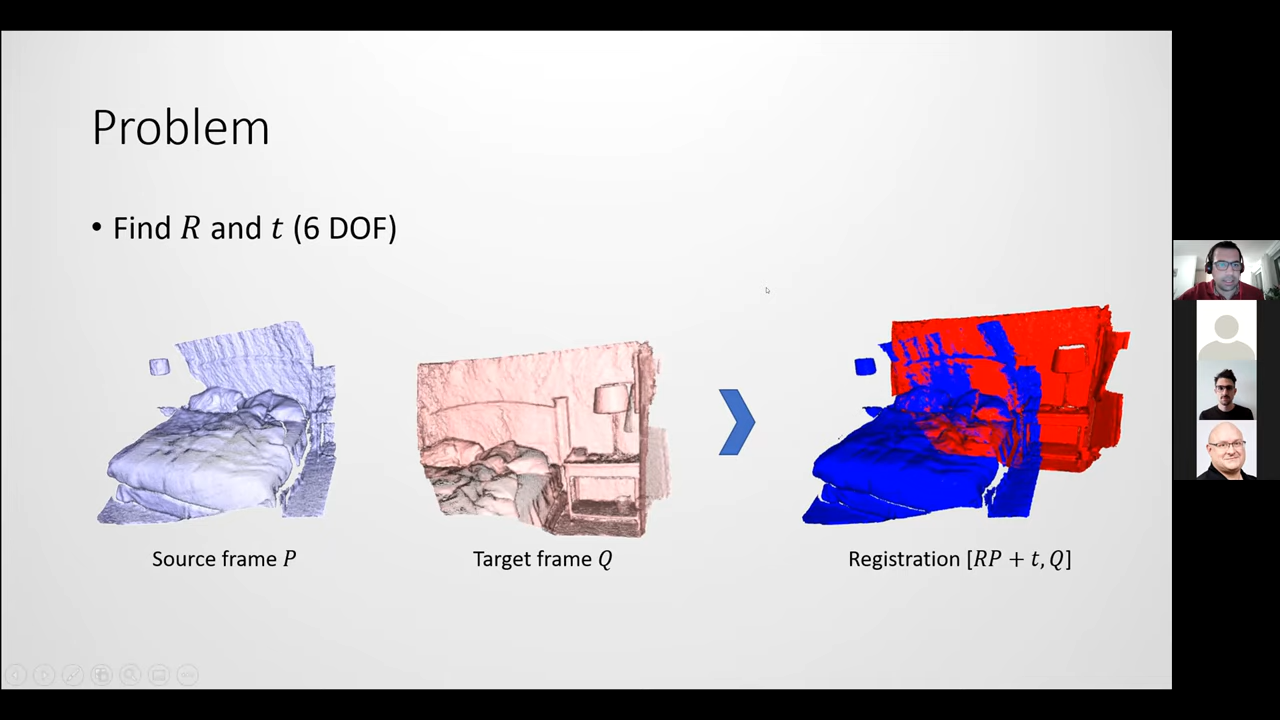 Problem
• Find R and t (6 DOF)
Source frame P
Target frame Q
Registration [RP + t, Q]